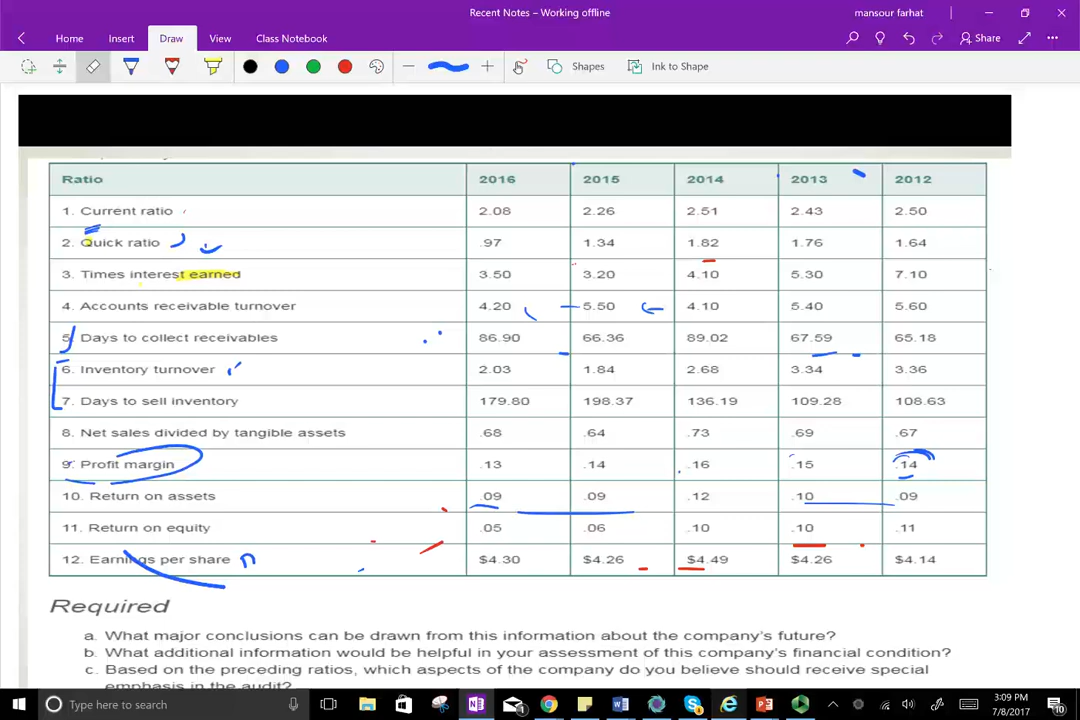 Recent Notes – Working offline
mansour farhat
Home Insert Draw View Class Notebook
Share
Shapes
Ink to Shape
Ratio 2016 2015 2014 2013 2012
1. Current ratio 2.08 2.26 2.51 2.43 2.50
2. Quick ratio .97 1.34 1.82 1.76 1.64
3. Times interest earned 3.50 3.20 4.10 5.30 7.10
4. Accounts receivable turnover 4.20 5.50 4.10 5.40 5.60
5. Days to collect receivables 86.90 66.36 89.02 67.59 65.18
6. Inventory turnover 2.03 1.84 2.68 3.34 3.36
7. Days to sell inventory 179.80 198.37 136.19 109.28 108.63
8. Net sales divided by tangible assets .68 .64 .73 .69 .67
9. Profit margin .13 .14 .16 .15 .14
10. Return on assets .09 .09 .12 .10 .09
11. Return on equity .05 .06 .10 .10 .11
12. Earnings per share $4.30 $4.26 $4.49 $4.26 $4.14
Required
a. What major conclusions can be drawn from this information about the company's future?
b. What additional information would be helpful in your assessment of this company's financial condition?
c. Based on the preceding ratios, which aspects of the company do you believe should receive special
emphasis in the audit?
Type here to search
3:09 PM
7/8/2017